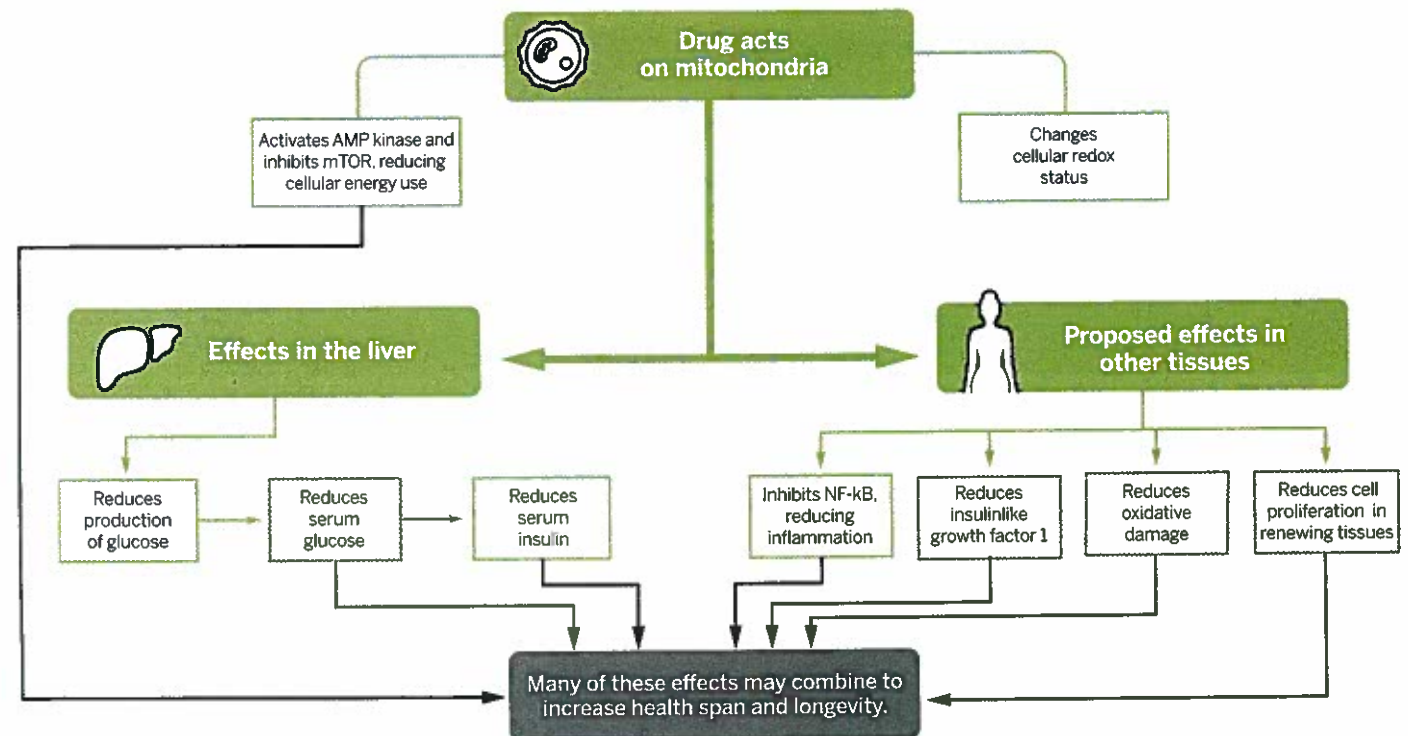 Drug acts
on mitochondria
Activates AMP kinase and
inhibits mTOR, reducing
cellular energy use
Changes
cellular redox
status
Effects in the liver
Proposed effects in
other tissues
Reduces
production
of glucose
Reduces
serum
glucose
Reduces
serum
insulin
Inhibits NF-kB,
reducing
inflammation
Reduces
insulinlike
growth factor 1
Reduces
oxidative
damage
Reduces cell
proliferation in
renewing tissues
Many of these effects may combine to
increase health span and longevity.